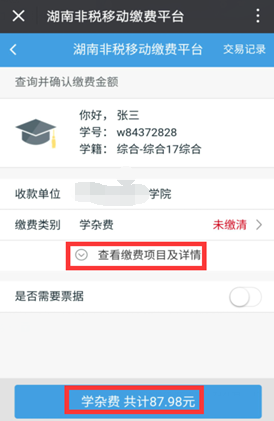 湖南非税移动缴费平台
湖南非税移动缴费平台 交易记录
查询并确认缴费金额
你好， 张三
学号： w84372828
学籍： 综合-综合17综合
收款单位 学院
缴费类别 学杂费 未缴清
查看缴费项目及详情
是否需要票据
学杂费 共计87.98元